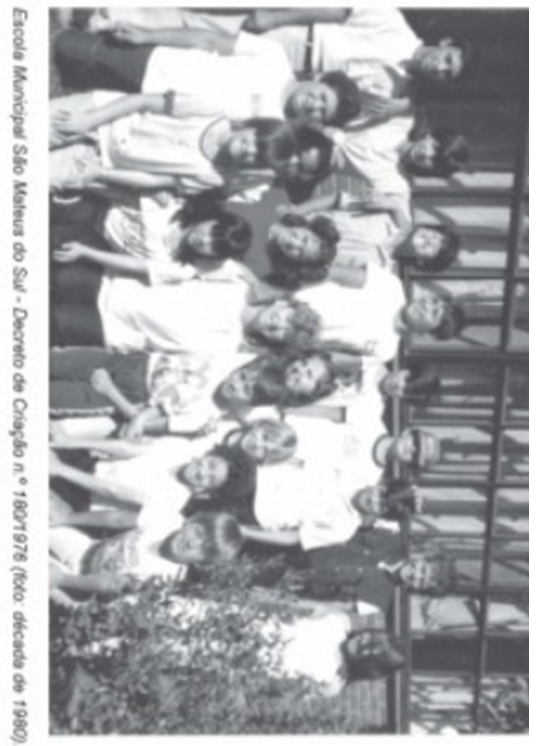 Escola Municipal São Mateus do Sul - Decreto de Criação n.º 180/1976 (foto: década de 1980).